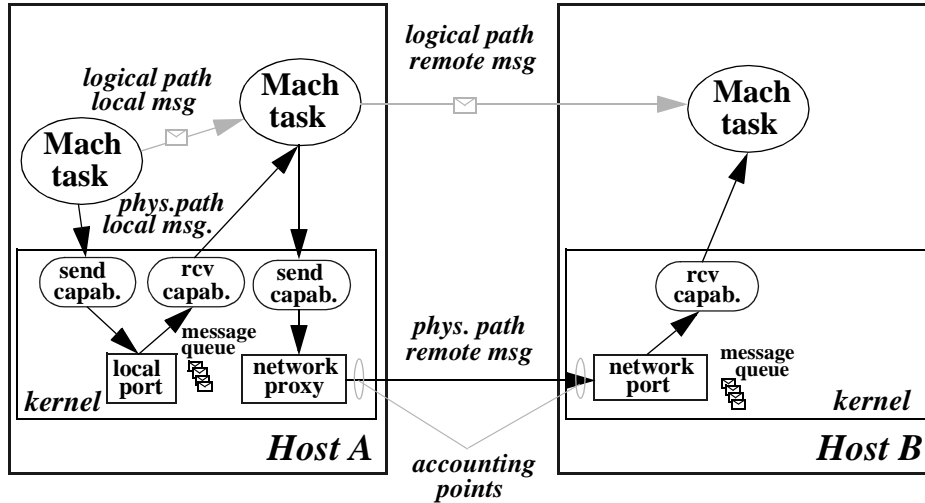 logical path
local msg
Mach
task
Mach
task
phys.path
local msg.
send
capab.
rcv
capab.
send
capab.
message
queue
local
port
network
proxy
kernel
Host A
logical path
remote msg
phys. path
remote msg
accounting
points
Mach
task
rcv
capab.
network
port
message
queue
kernel
Host B